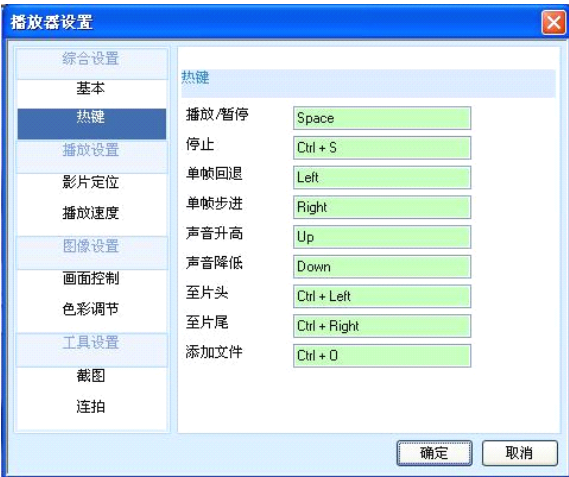 播放器设置
综合设置
基本
热键
播放设置
影片定位
播放速度
图像设置
画面控制
色彩调节
工具设置
截图
连拍
热键
播放/暂停 Space
停止 Ctrl + S
单帧回退 Left
单帧步进 Right
声音升高 Up
声音降低 Down
至片头 Ctrl + Left
至片尾 Ctrl + Right
添加文件 Ctrl + O
确定 取消